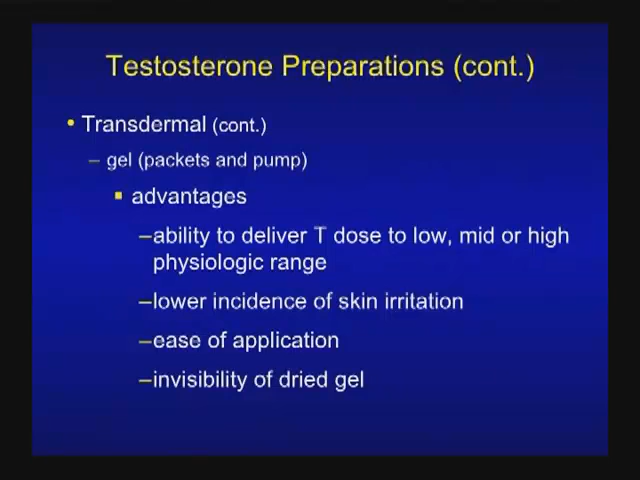 Testosterone Preparations (cont.)
• Transdermal (cont.)
– gel (packets and pump)
▪ advantages
–ability to deliver T dose to low, mid or high
physiologic range
–lower incidence of skin irritation
–ease of application
–invisibility of dried gel